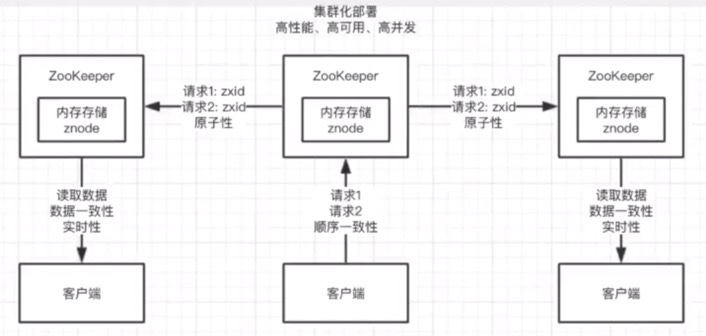 集群化部署
高性能、高可用、高并发
ZooKeeper
内存存储
znode
请求1: zxid
请求2: zxid
原子性
ZooKeeper
内存存储
znode
请求1: zxid
请求2: zxid
原子性
ZooKeeper
内存存储
znode
读取数据
数据一致性
实时性
请求1
请求2
顺序一致性
读取数据
数据一致性
实时性
客户端
客户端
客户端